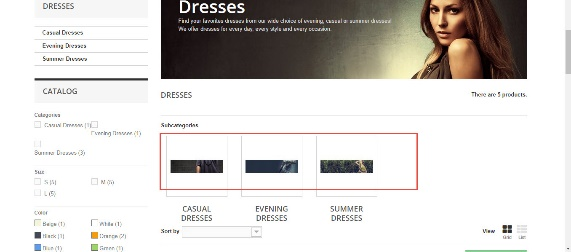 DRESSES
Casual Dresses
Evening Dresses
Summer Dresses
CATALOG
Categories
Casual Dresses (1)
Evening Dresses (1)
Summer Dresses (3)
Size
S (5)
M (5)
L (5)
Color
Beige (1)
White (1)
Black (1)
Orange (2)
Blue (1)
Green (1)
Dresses
Find your favorites dresses from our wide choice of evening, casual or summer dresses!
We offer dresses for every day, every style and every occasion.
DRESSES
There are 5 products.
Subcategories
CASUAL
DRESSES
EVENING
DRESSES
SUMMER
DRESSES
Sort by
View
Grid
List